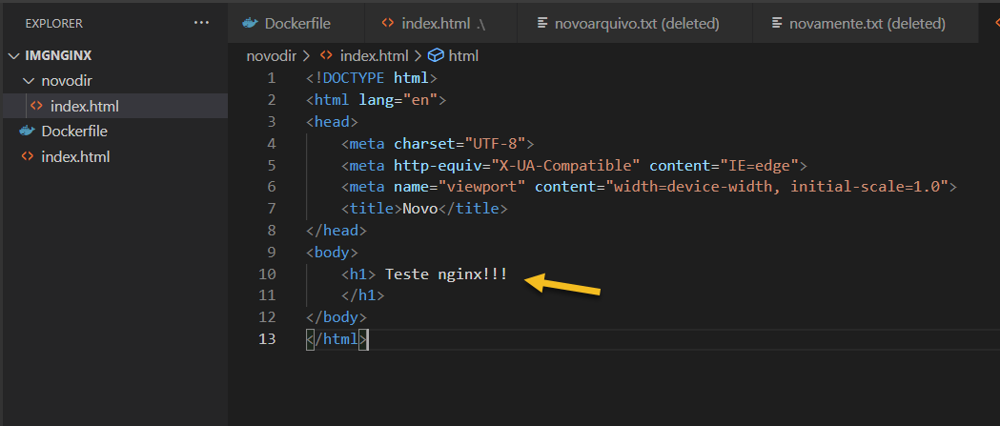 EXPLORER ...
Dockerfile index.html .\ novoarquivo.txt (deleted) novamente.txt (deleted)
IMGNGINX
novodir
index.html
Dockerfile
index.html
novodir > index.html > html
1 <!DOCTYPE html>
2 <html lang="en">
3 <head>
4 <meta charset="UTF-8">
5 <meta http-equiv="X-UA-Compatible" content="IE=edge">
6 <meta name="viewport" content="width=device-width, initial-scale=1.0">
7 <title>Novo</title>
8 </head>
9 <body>
10 <h1> Teste nginx!!!
11 </h1>
12 </body>
13 </html>